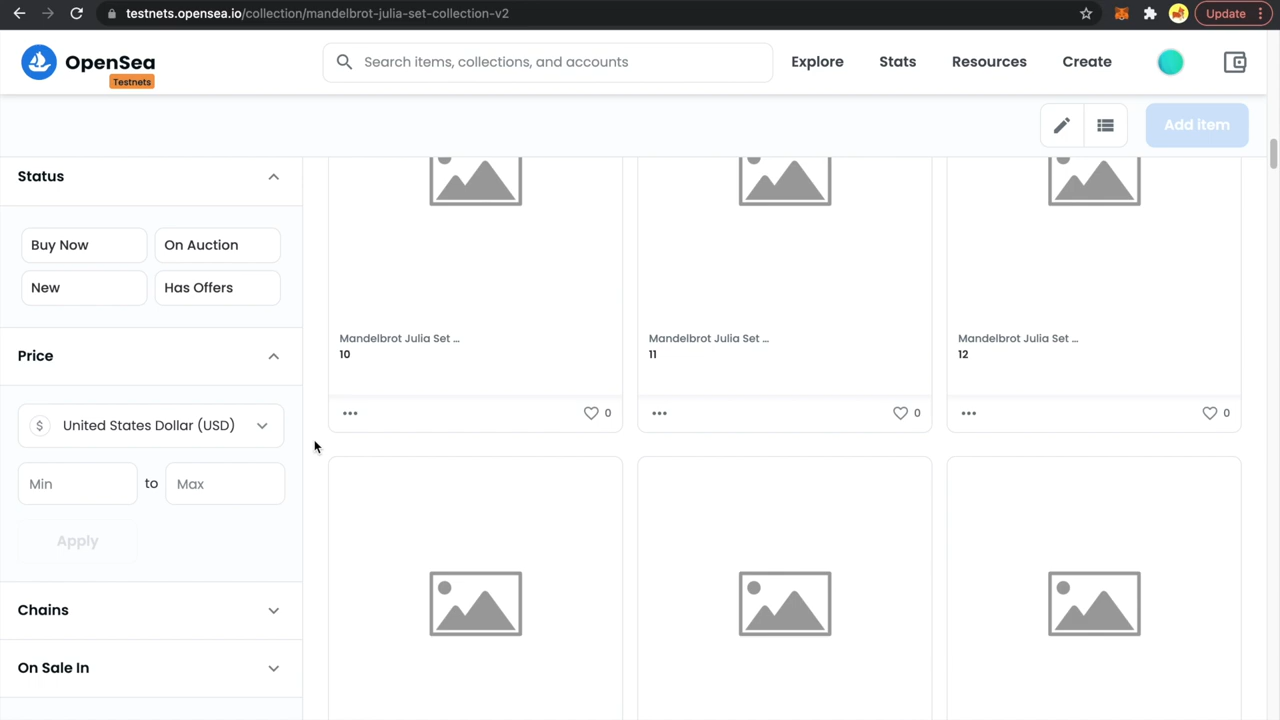 testnets.opensea.io/collection/mandelbrot-julia-set-collection-v2
Update
OpenSea
Testnets
Search items, collections, and accounts
Explore
Stats
Resources
Create
Add item
Status
Buy Now
On Auction
New
Has Offers
Price
$ United States Dollar (USD)
Min to Max
Apply
Chains
On Sale In
Mandelbrot Julia Set ...
10
0
Mandelbrot Julia Set ...
11
0
Mandelbrot Julia Set ...
12
0